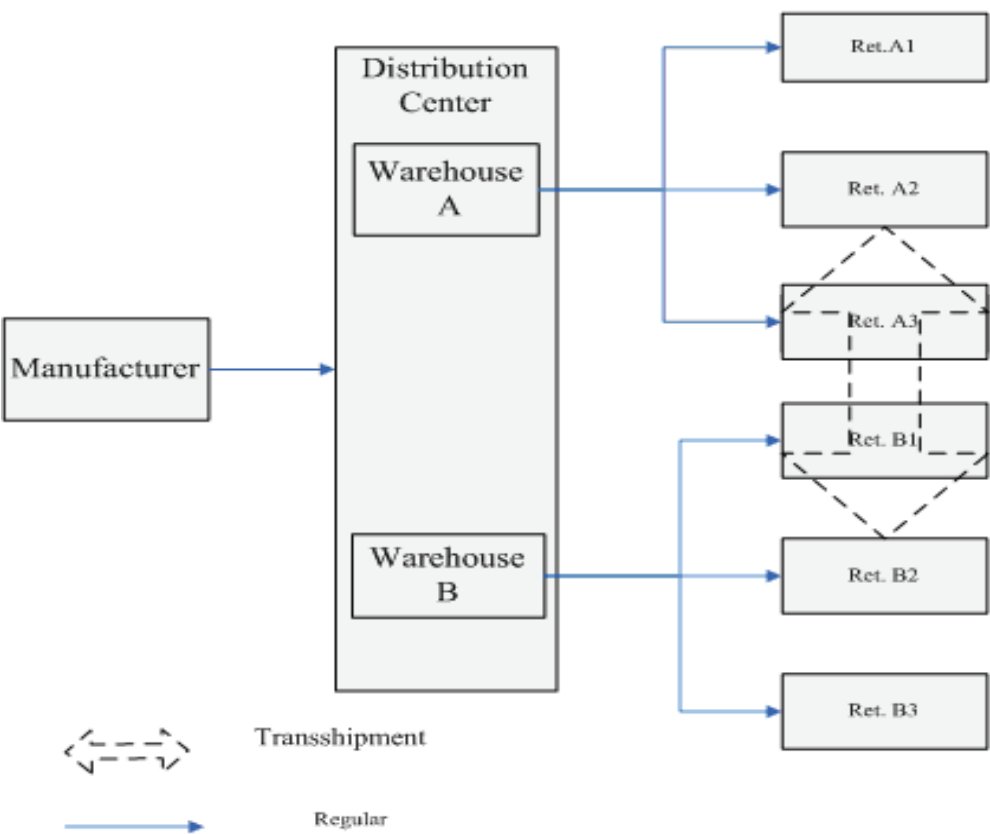 Ret.A1
Distribution
Center
Warehouse
A
Ret. A2
Ret. A3
Manufacturer
Ret. B1
Warehouse
B
Ret. B2
Ret. B3
Transshipment
Regular